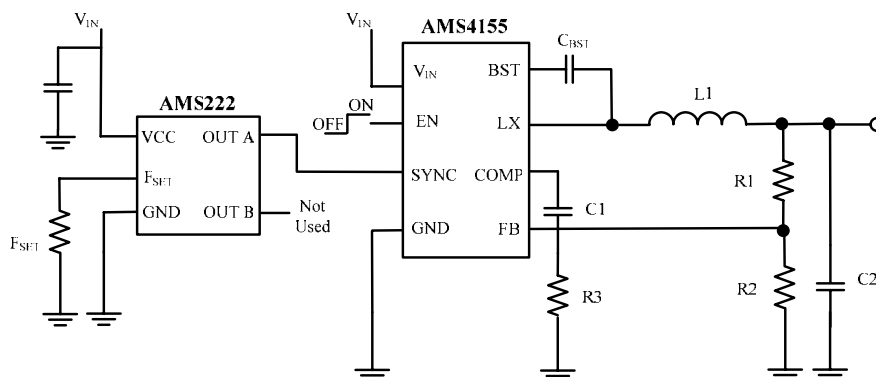 VIN
AMS222
VCC
OUT A
FSET
GND
OUT B
FSET
Not
Used
VIN
AMS4155
VIN
BST
EN
LX
SYNC
COMP
GND
FB
ON
OFF
CBST
L1
R1
C1
R3
R2
C2